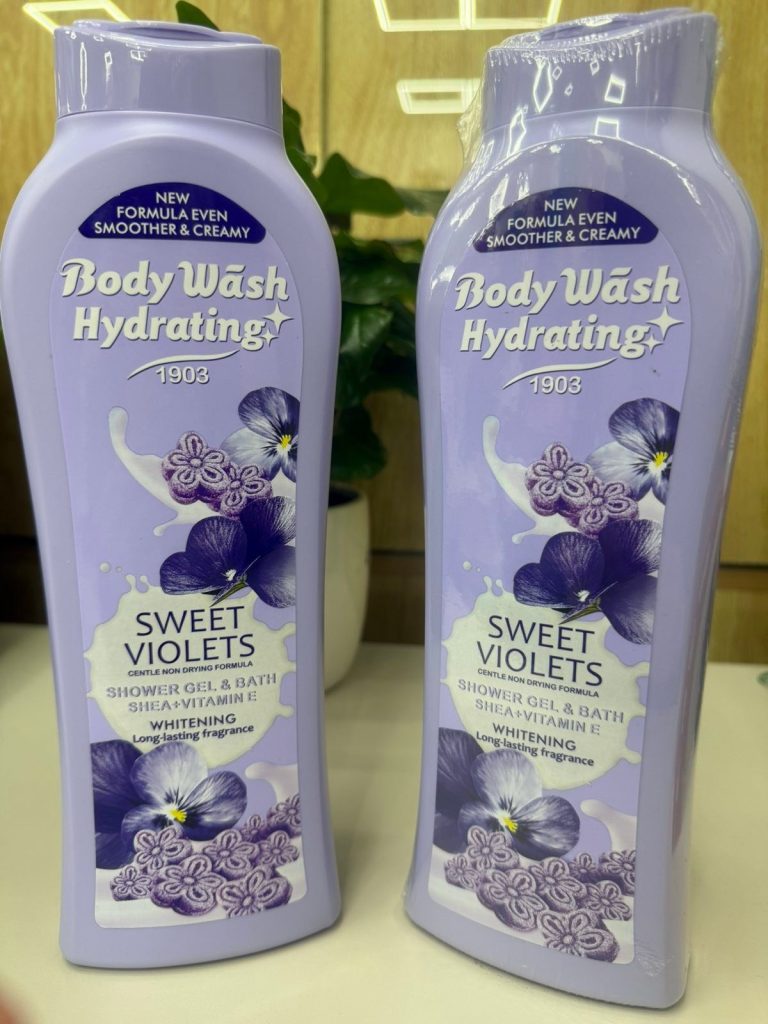 NEW
FORMULA EVEN
SMOOTHER & CREAMY
Body Wāsh
Hydrating
1903
SWEET
VIOLETS
GENTLE NON DRYING FORMULA
SHOWER GEL & BATH
SHEA+VITAMIN E
WHITENING
Long-lasting fragrance
NEW
FORMULA EVEN
SMOOTHER & CREAMY
Body Wāsh
Hydrating
1903
SWEET
VIOLETS
GENTLE NON DRYING FORMULA
SHOWER GEL & BATH
SHEA+VITAMIN E
WHITENING
Long-lasting fragrance